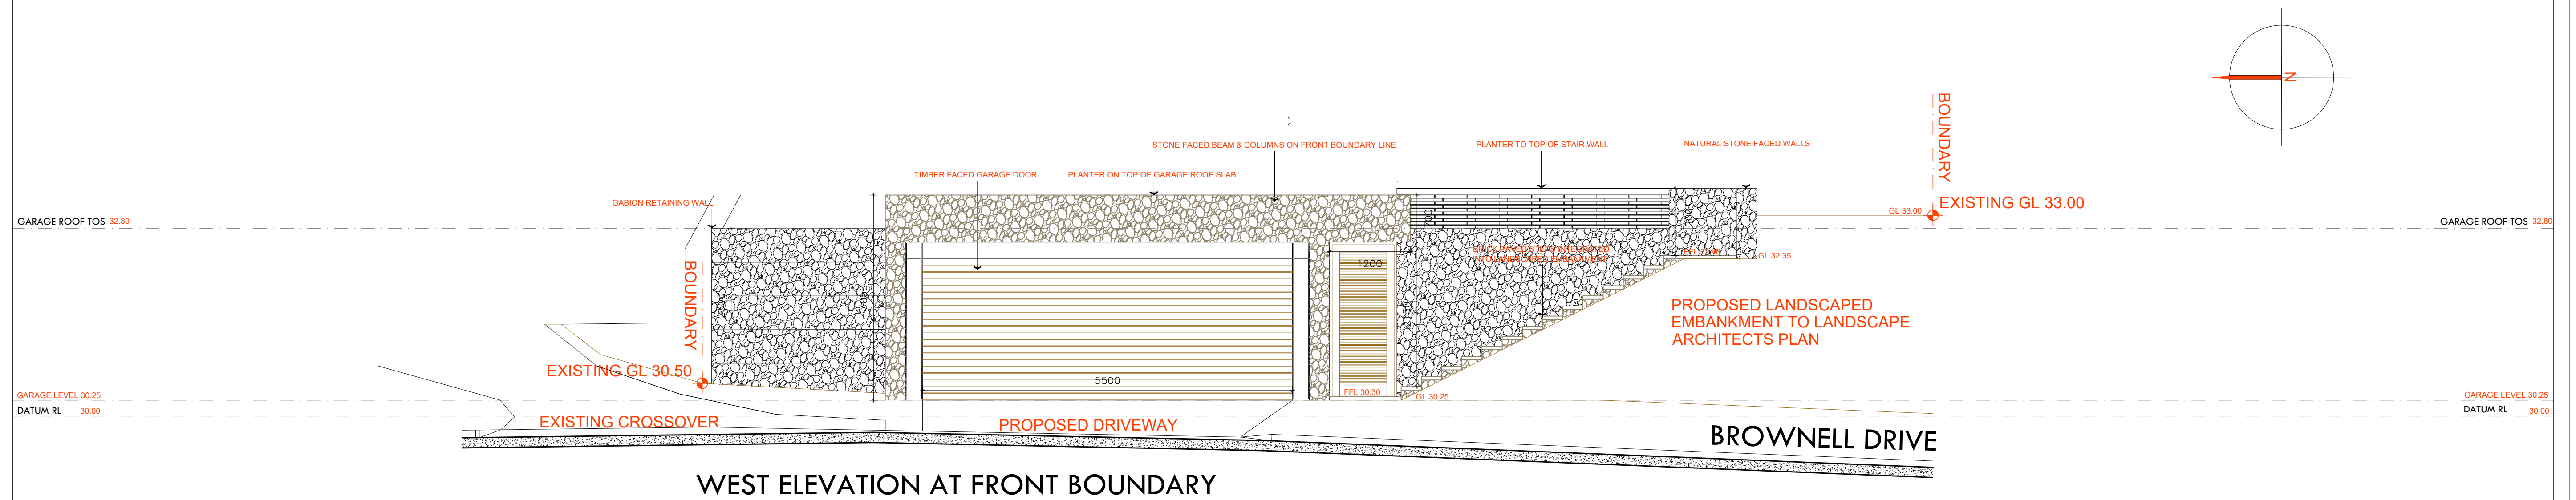 N
BOUNDARY
STONE FACED BEAM & COLUMNS ON FRONT BOUNDARY LINE
PLANTER TO TOP OF STAIR WALL
NATURAL STONE FACED WALLS
TIMBER FACED GARAGE DOOR
PLANTER ON TOP OF GARAGE ROOF SLAB
GABION RETAINING WALL
EXISTING GL 33.00
GL 33.00
GARAGE ROOF TOS 32.80
GARAGE ROOF TOS 32.80
GL 32.35
1200
BOUNDARY
PROPOSED LANDSCAPED
EMBANKMENT TO LANDSCAPE
ARCHITECTS PLAN
EXISTING GL 30.50
5500
FFL 30.30
GL 30.25
GARAGE LEVEL 30.25
GARAGE LEVEL 30.25
DATUM RL 30.00
DATUM RL 30.00
EXISTING CROSSOVER
PROPOSED DRIVEWAY
BROWNELL DRIVE
WEST ELEVATION AT FRONT BOUNDARY